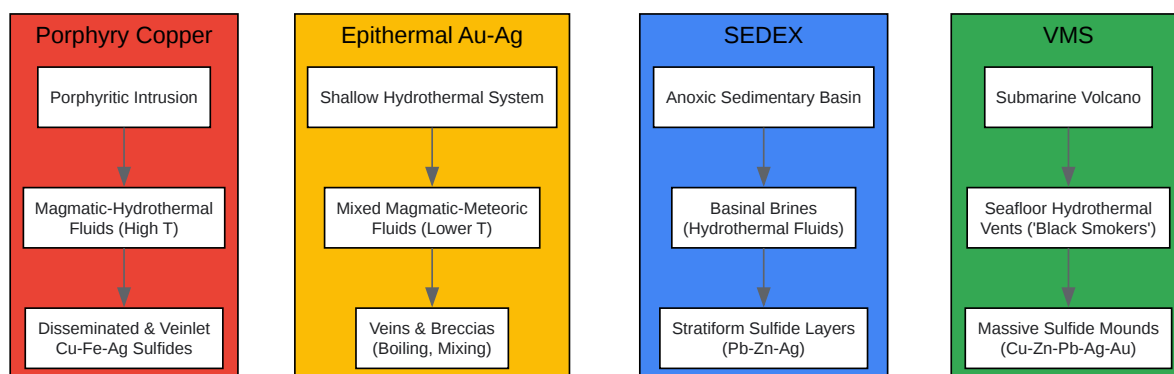 Porphyry Copper
Porphyritic Intrusion
Magmatic-Hydrothermal
Fluids (High T)
Disseminated & Veinlet
Cu-Fe-Ag Sulfides
Epithermal Au-Ag
Shallow Hydrothermal System
Mixed Magmatic-Meteoric
Fluids (Lower T)
Veins & Breccias
(Boiling, Mixing)
SEDEX
Anoxic Sedimentary Basin
Basinal Brines
(Hydrothermal Fluids)
Stratiform Sulfide Layers
(Pb-Zn-Ag)
VMS
Submarine Volcano
Seafloor Hydrothermal
Vents ('Black Smokers')
Massive Sulfide Mounds
(Cu-Zn-Pb-Ag-Au)